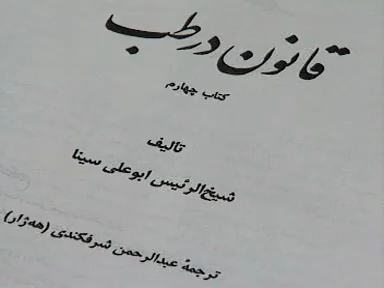 قانون در طب
کتاب چهارم
تالیف
شیخ‌الرئیس ابوعلی سینا
ترجمهٔ عبدالرحمن شرفکندی (هه‌ژار)